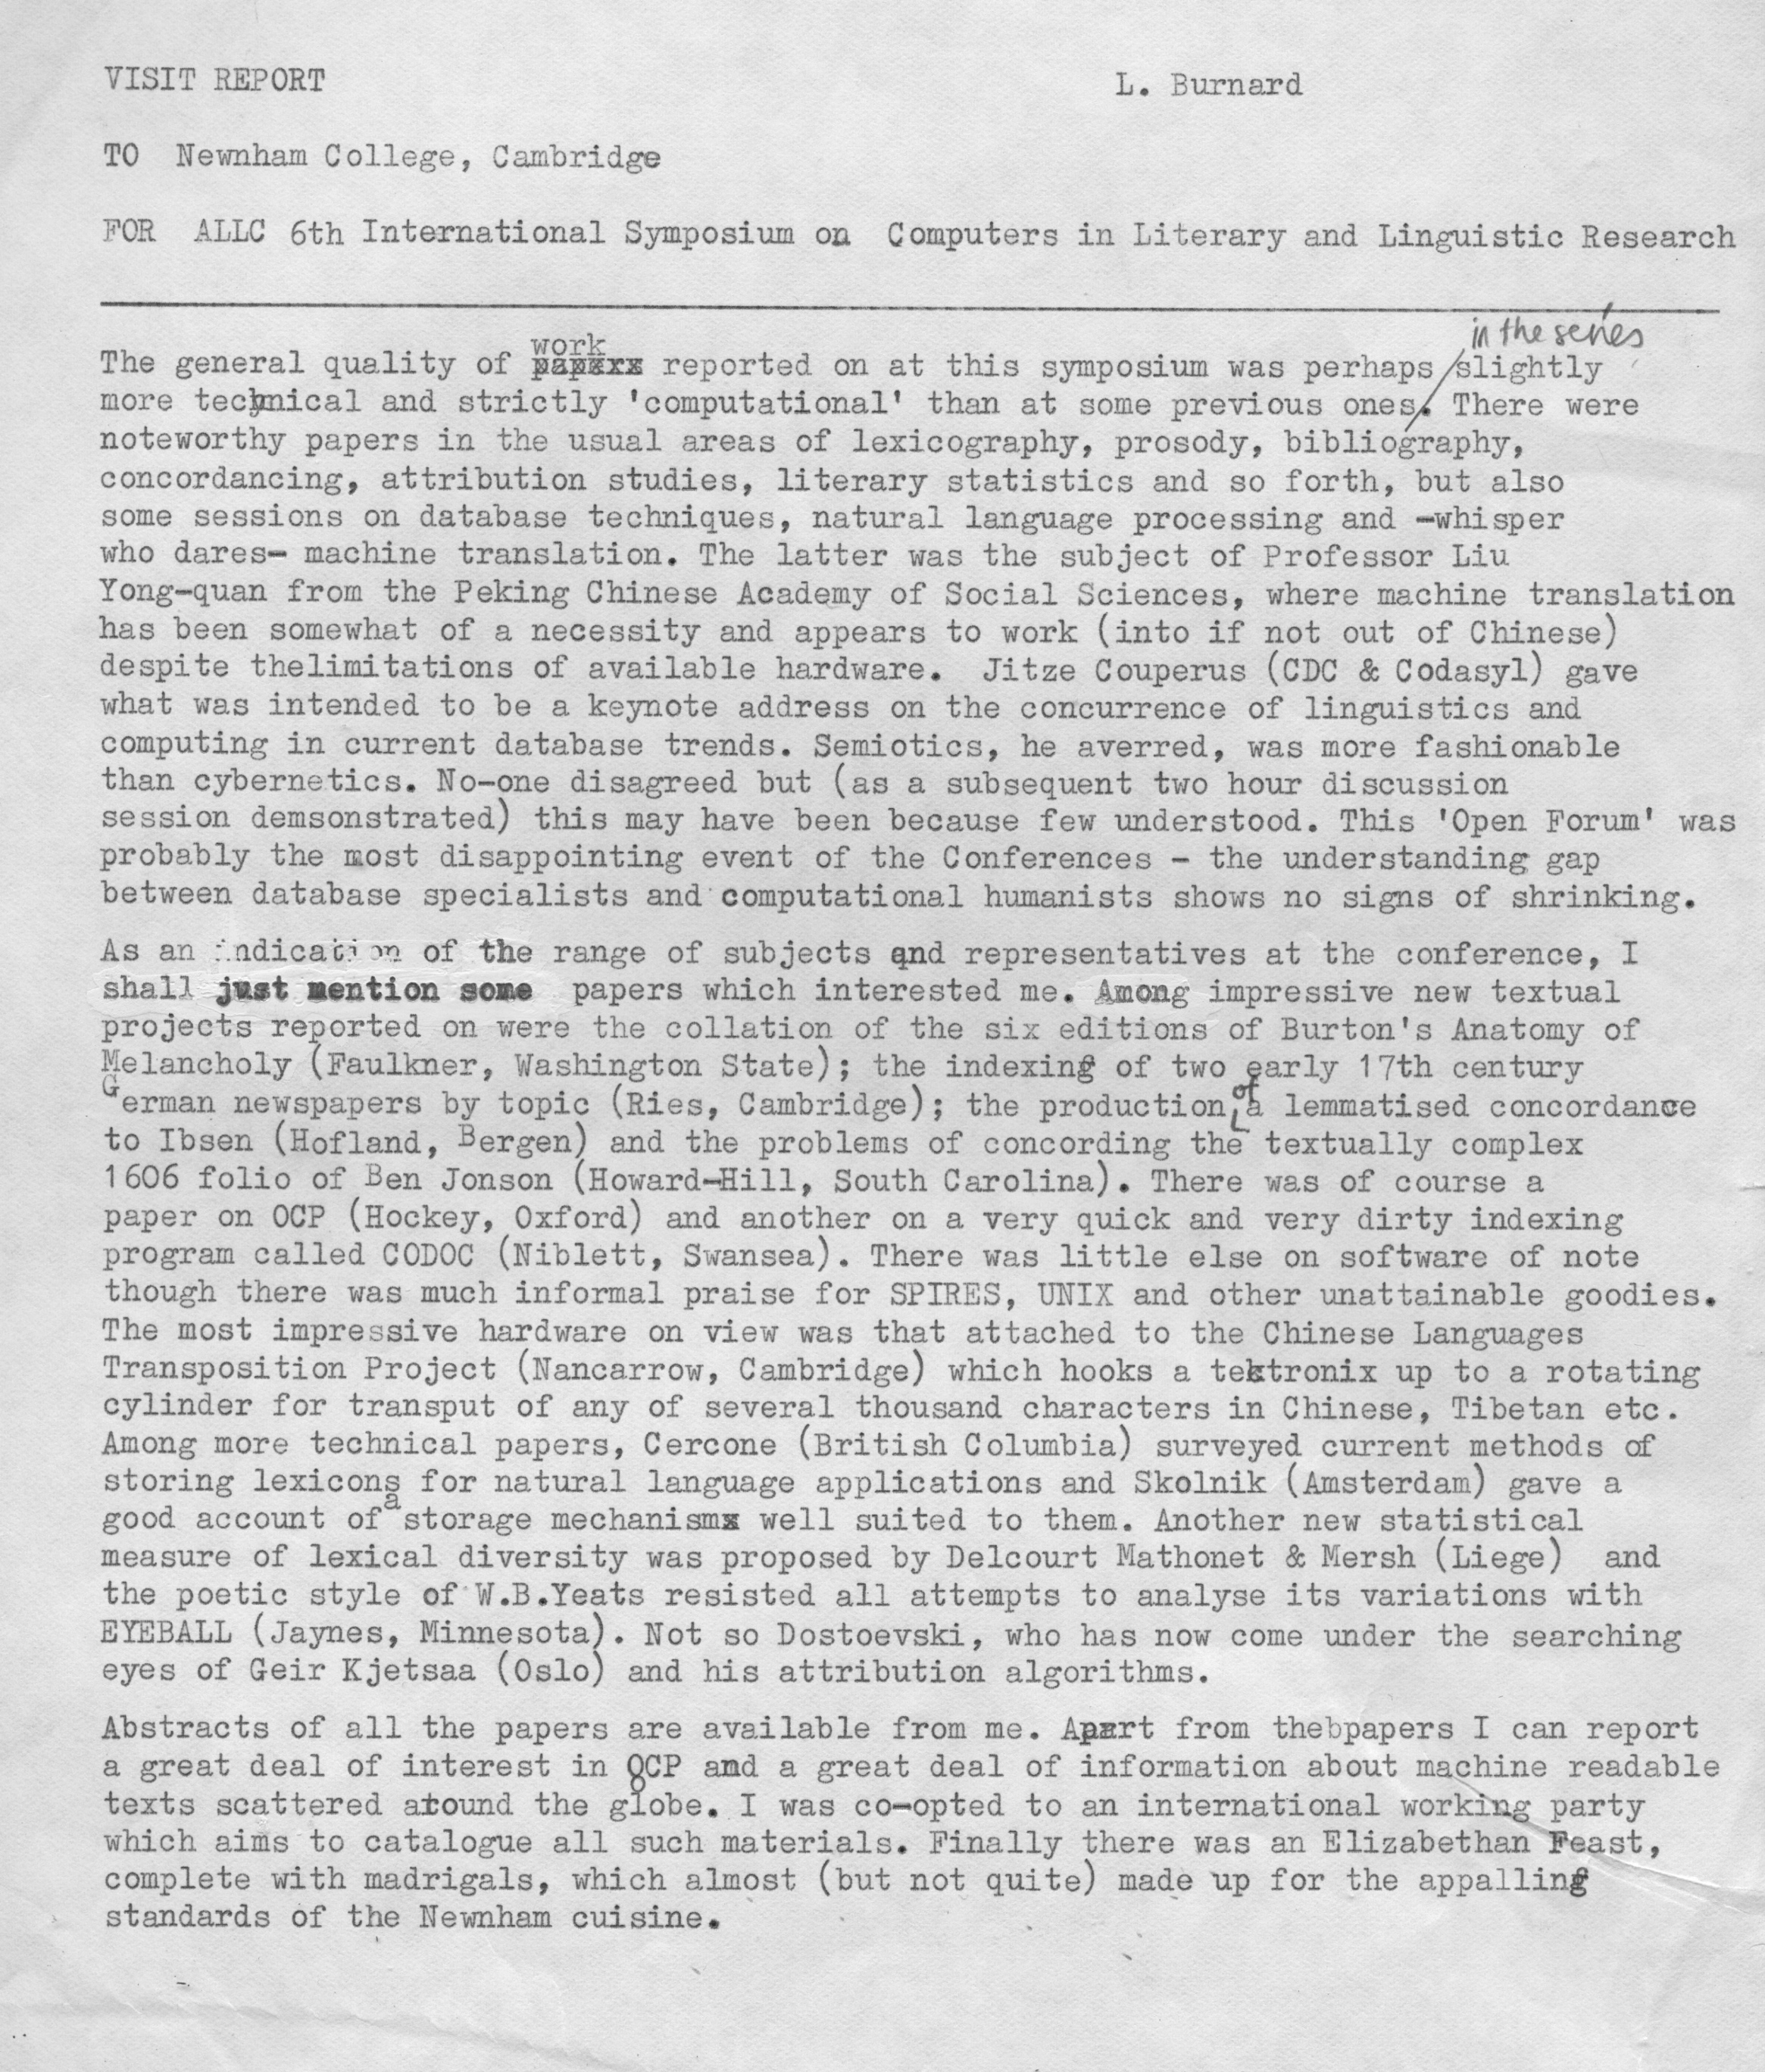 VISIT REPORT L. Burnard
TO Newnham College, Cambridge
FOR ALLC 6th International Symposium on Computers in Literary and Linguistic Research
in the series
work
The general quality of papers reported on at this symposium was perhaps slightly
more technical and strictly 'computational' than at some previous ones. There were
noteworthy papers in the usual areas of lexicography, prosody, bibliography,
concordancing, attribution studies, literary statistics and so forth, but also
some sessions on database techniques, natural language processing and -whisper
who dares- machine translation. The latter was the subject of Professor Liu
Yong-quan from the Peking Chinese Academy of Social Sciences, where machine translation
has been somewhat of a necessity and appears to work (into if not out of Chinese)
despite thelimitations of available hardware. Jitze Couperus (CDC & Codasyl) gave
what was intended to be a keynote address on the concurrence of linguistics and
computing in current database trends. Semiotics, he averred, was more fashionable
than cybernetics. No-one disagreed but (as a subsequent two hour discussion
session demsonstrated) this may have been because few understood. This 'Open Forum' was
probably the most disappointing event of the Conferences - the understanding gap
between database specialists and computational humanists shows no signs of shrinking.
As an indication of the range of subjects and representatives at the conference, I
shall just mention some papers which interested me. Among impressive new textual
projects reported on were the collation of the six editions of Burton's Anatomy of
Melancholy (Faulkner, Washington State); the indexing of two early 17th century
German newspapers by topic (Ries, Cambridge); the production of a lemmatised concordance
to Ibsen (Hofland, Bergen) and the problems of concording the textually complex
1606 folio of Ben Jonson (Howard-Hill, South Carolina). There was of course a
paper on OCP (Hockey, Oxford) and another on a very quick and very dirty indexing
program called CODOC (Niblett, Swansea). There was little else on software of note
though there was much informal praise for SPIRES, UNIX and other unattainable goodies.
The most impressive hardware on view was that attached to the Chinese Languages
Transposition Project (Nancarrow, Cambridge) which hooks a tektronix up to a rotating
cylinder for transput of any of several thousand characters in Chinese, Tibetan etc.
Among more technical papers, Cercone (British Columbia) surveyed current methods of
storing lexicons for natural language applications and Skolnik (Amsterdam) gave a
good account of a storage mechanismx well suited to them. Another new statistical
measure of lexical diversity was proposed by Delcourt Mathonet & Mersh (Liege) and
the poetic style of W.B.Yeats resisted all attempts to analyse its variations with
EYEBALL (Jaynes, Minnesota). Not so Dostoevski, who has now come under the searching
eyes of Geir Kjetsaa (Oslo) and his attribution algorithms.
Abstracts of all the papers are available from me. Apart from thebpapers I can report
a great deal of interest in OCP and a great deal of information about machine readable
texts scattered around the globe. I was co-opted to an international working party
which aims to catalogue all such materials. Finally there was an Elizabethan Feast,
complete with madrigals, which almost (but not quite) made up for the appalling
standards of the Newnham cuisine.